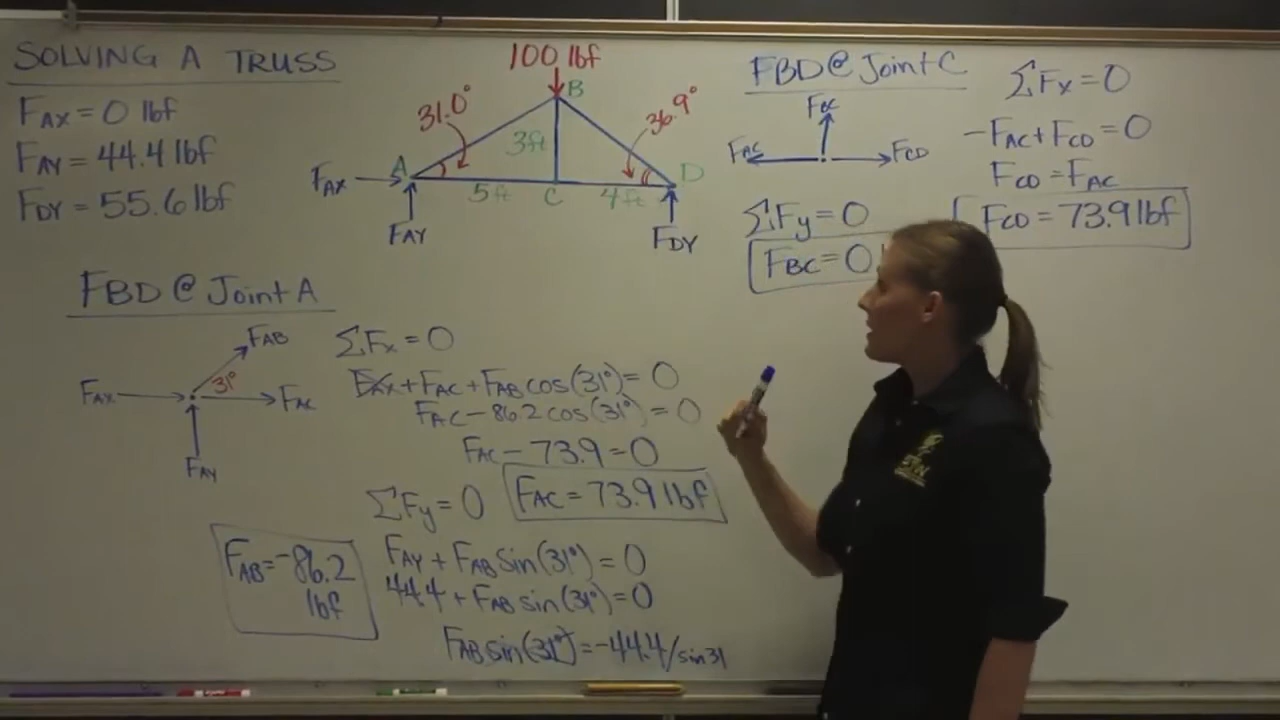 SOLVING A TRUSS
FAX = 0 lbf
FAY = 44.4 lbf
FDY = 55.6 lbf
100 lbf
B
31.0°
36.9°
3ft
A
D
FAX
5ft
C
4ft
FAY
FDY
FBD @ Joint C
FBC
FAC
FCD
ΣFy = 0
FBC = 0
ΣFx = 0
-FAC + FCD = 0
FCD = FAC
FCD = 73.9 lbf
FBD @ Joint A
FAB
31°
FAX
FAC
FAY
ΣFx = 0
FAX + FAC + FAB cos(31°) = 0
FAC - 86.2 cos(31°) = 0
FAC - 73.9 = 0
FAC = 73.9 lbf
ΣFy = 0
FAY + FAB sin(31°) = 0
44.4 + FAB sin(31°) = 0
FAB sin(31°) = -44.4/sin31
FAB = -86.2
lbf